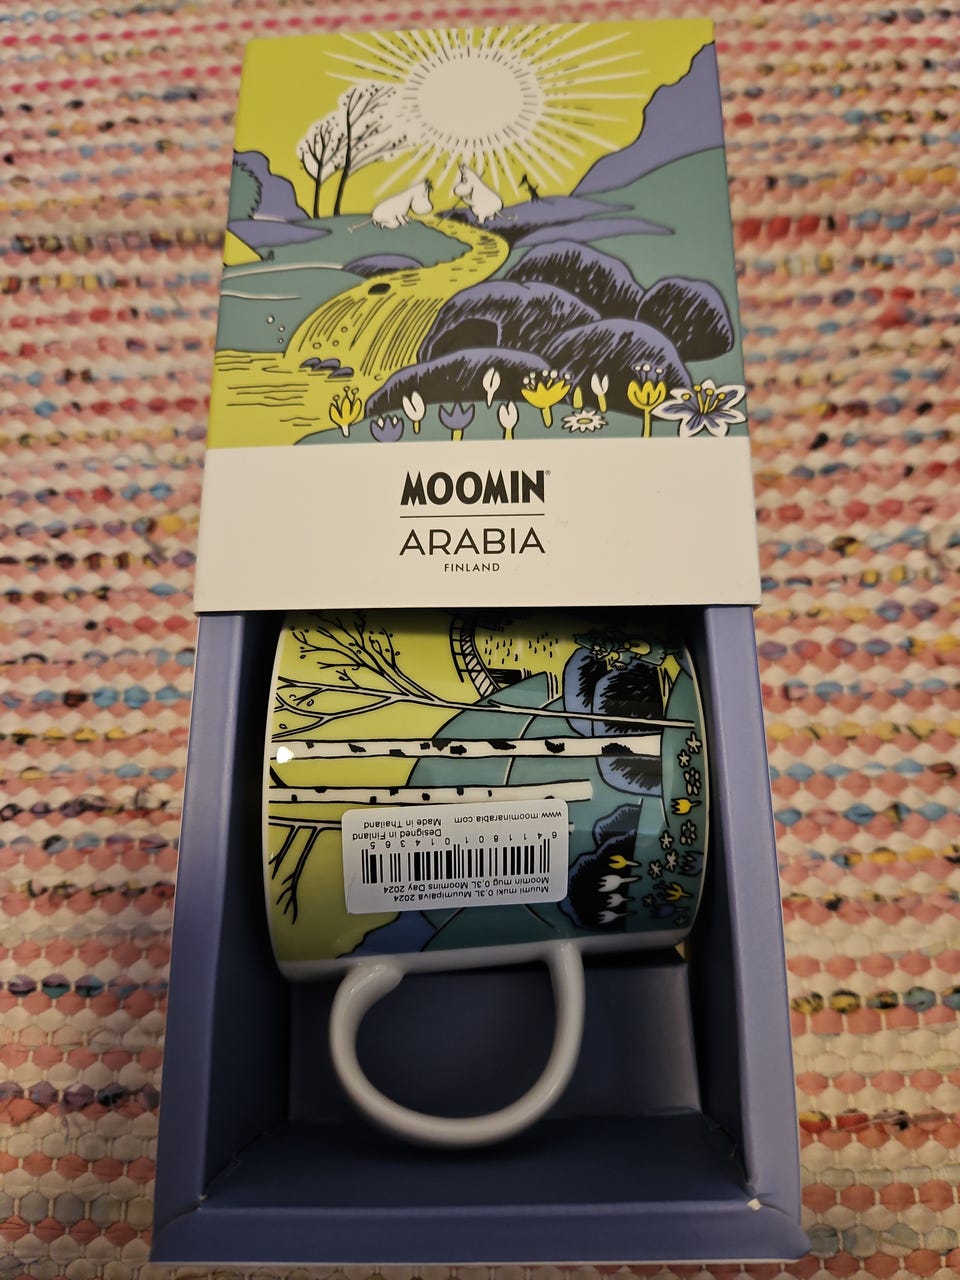 MOOMIN®
ARABIA
FINLAND
Muumi muki 0,3L Muumipäivä 2024
Moomin mug 0.3L Moomins Day 2024
6 411801 014365
Designed in Finland
Made in Thailand
www.moominarabia.com